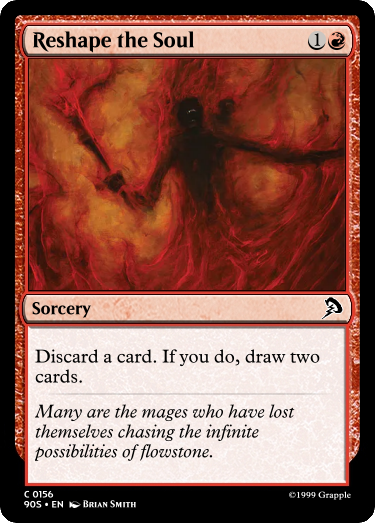 Reshape the Soul 1
Sorcery
Discard a card. If you do, draw two
cards.
Many are the mages who have lost
themselves chasing the infinite
possibilities of flowstone.
C 0156
90S • EN Brian Smith
©1999 Grapple